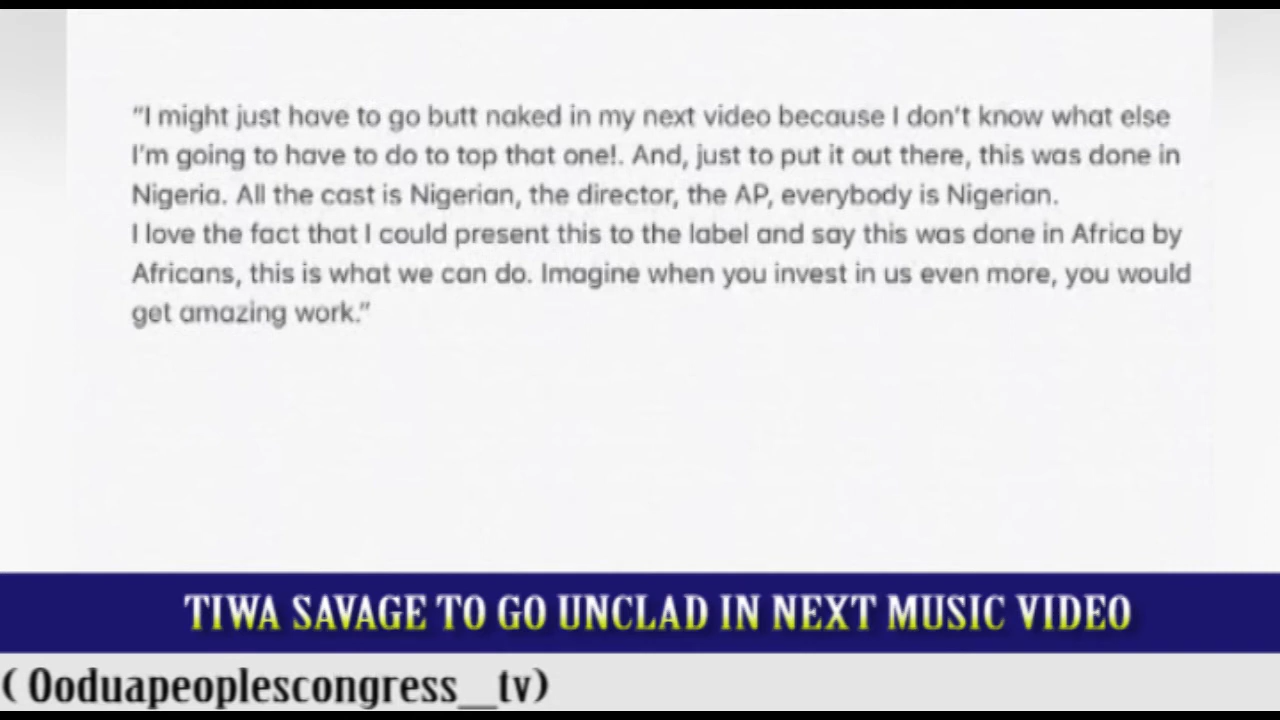 "I might just have to go butt naked in my next video because I don't know what else
I'm going to have to do to top that one!. And, just to put it out there, this was done in
Nigeria. All the cast is Nigerian, the director, the AP, everybody is Nigerian.
I love the fact that I could present this to the label and say this was done in Africa by
Africans, this is what we can do. Imagine when you invest in us even more, you would
get amazing work."
TIWA SAVAGE TO GO UNCLAD IN NEXT MUSIC VIDEO
( Ooduapeoplescongress__tv)